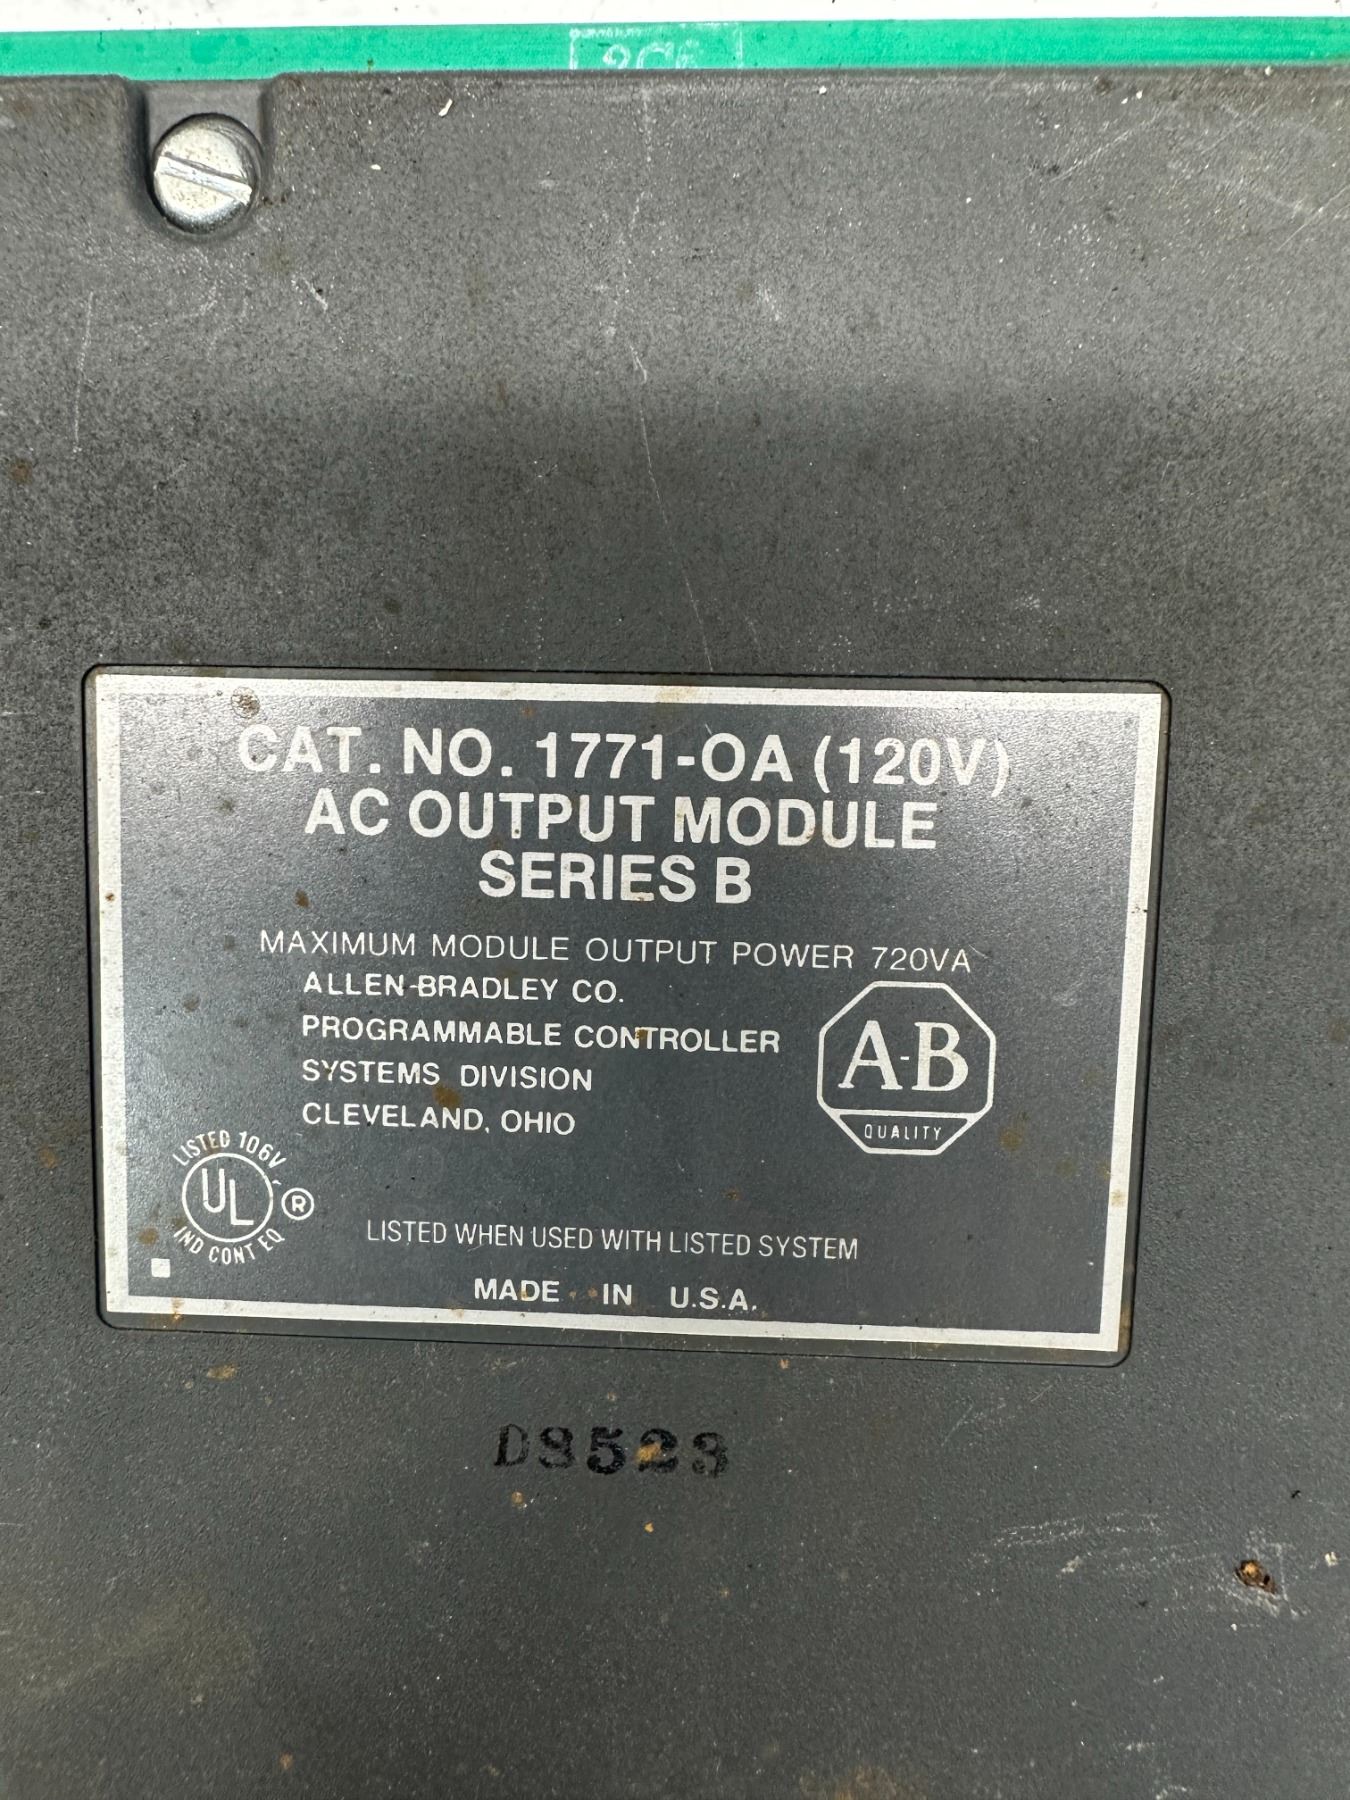 CAT. NO. 1771-OA (120V)
AC OUTPUT MODULE
SERIES B
MAXIMUM MODULE OUTPUT POWER 720VA
ALLEN-BRADLEY CO.
PROGRAMMABLE CONTROLLER
SYSTEMS DIVISION
CLEVELAND, OHIO
A-B
QUALITY
LISTED 106V
UL ®
IND CONT EQ
LISTED WHEN USED WITH LISTED SYSTEM
MADE IN U.S.A.